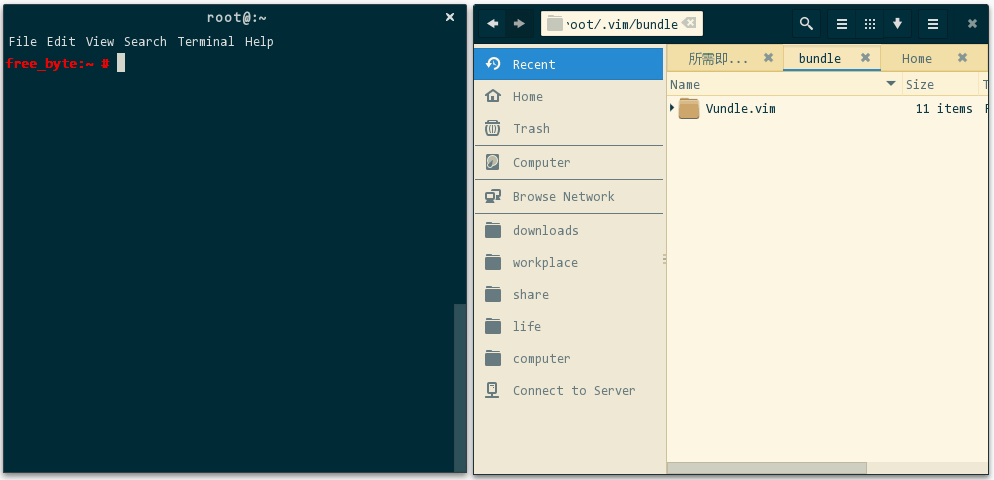 root@:~
File Edit View Search Terminal Help
free_byte:~ #
root/.vim/bundle
Recent
Home
Trash
Computer
Browse Network
downloads
workplace
share
life
computer
Connect to Server
所需即... bundle Home
Name Size
Vundle.vim 11 items